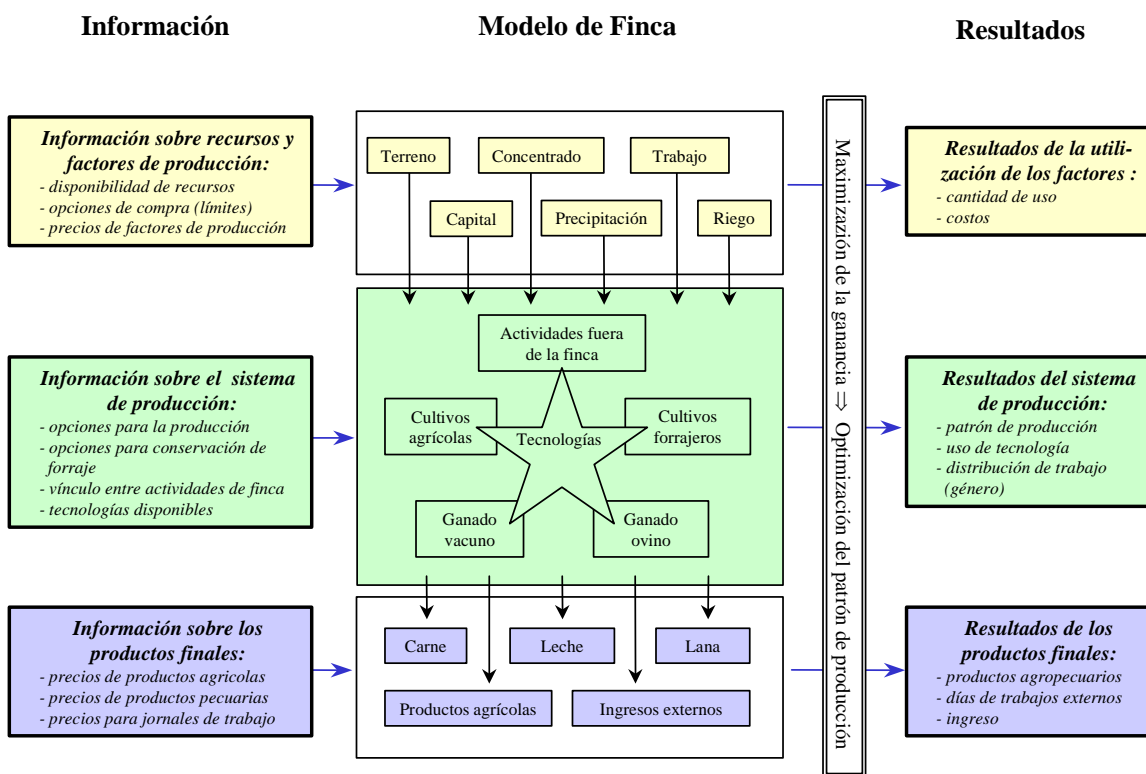 Información
Modelo de Finca
Resultados
Información sobre recursos y
factores de producción:
- disponibilidad de recursos
- opciones de compra (límites)
- precios de factores de producción
Terreno
Concentrado
Trabajo
Capital
Precipitación
Riego
Resultados de la utili-
zación de los factores :
- cantidad de uso
- costos
Información sobre el sistema
de producción:
- opciones para la producción
- opciones para conservación de
forraje
- vínculo entre actividades de finca
- tecnologías disponibles
Actividades fuera
de la finca
Cultivos
agrícolas
Tecnologías
Cultivos
forrajeros
Ganado
vacuno
Ganado
ovino
Maximizazión de la ganancia ⇒ Optimización del patrón de producción
Resultados del sistema
de producción:
- patrón de producción
- uso de tecnología
- distribución de trabajo
(género)
Información sobre los
productos finales:
- precios de productos agricolas
- precios de productos pecuarias
- precios para jornales de trabajo
Carne
Leche
Lana
Productos agrícolas
Ingresos externos
Resultados de los
productos finales:
- productos agropecuarios
- días de trabajos externos
- ingreso